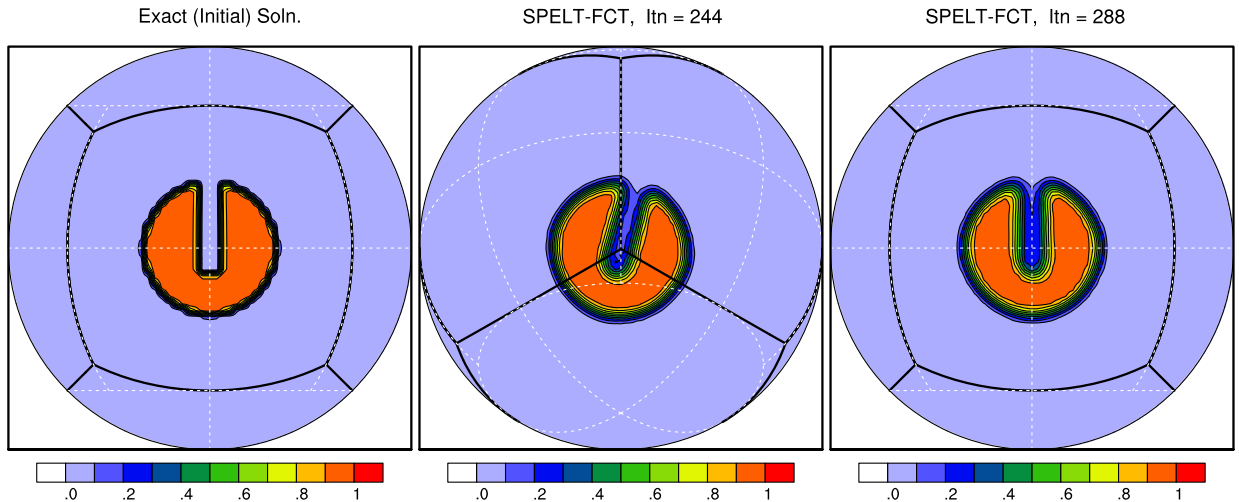 Exact (Initial) Soln.
SPELT-FCT, Itn = 244
SPELT-FCT, Itn = 288
.0 .2 .4 .6 .8 1
.0 .2 .4 .6 .8 1
.0 .2 .4 .6 .8 1